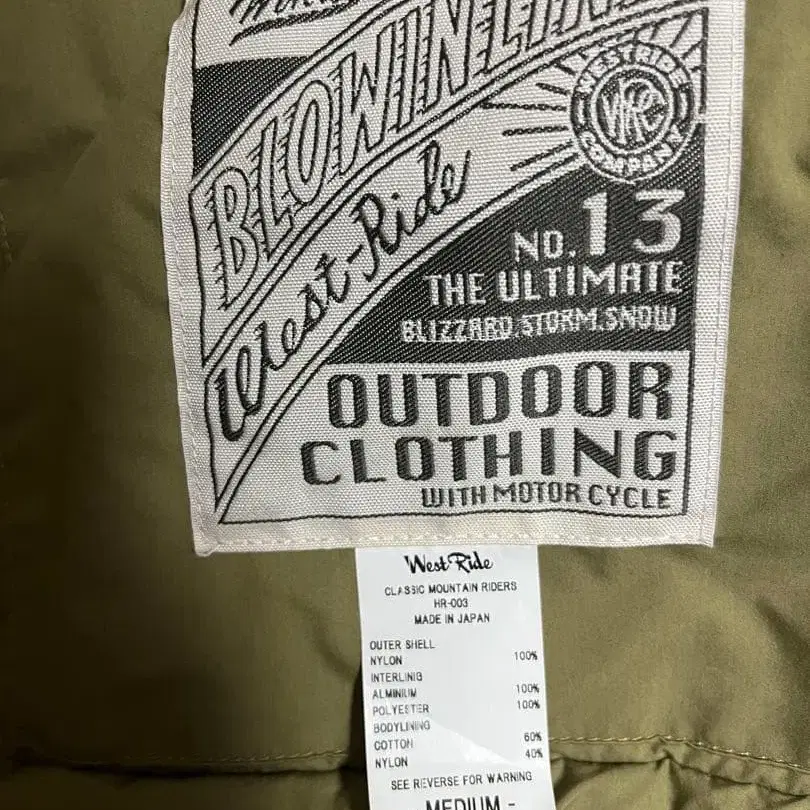 BLOWIN LINE
WESTRIDE
COMPANY
West-Ride
NO.13
THE ULTIMATE
BLIZZARD.STORM.SNOW
OUTDOOR
CLOTHING
WITH MOTOR CYCLE
West Ride
CLASSIC MOUNTAIN RIDERS
HR-003
MADE IN JAPAN
OUTER SHELL
NYLON 100%
INTERLINIG
ALMINIUM 100%
POLYESTER 100%
BODYLINING
COTTON 60%
NYLON 40%
SEE REVERSE FOR WARNING
MEDIUM -